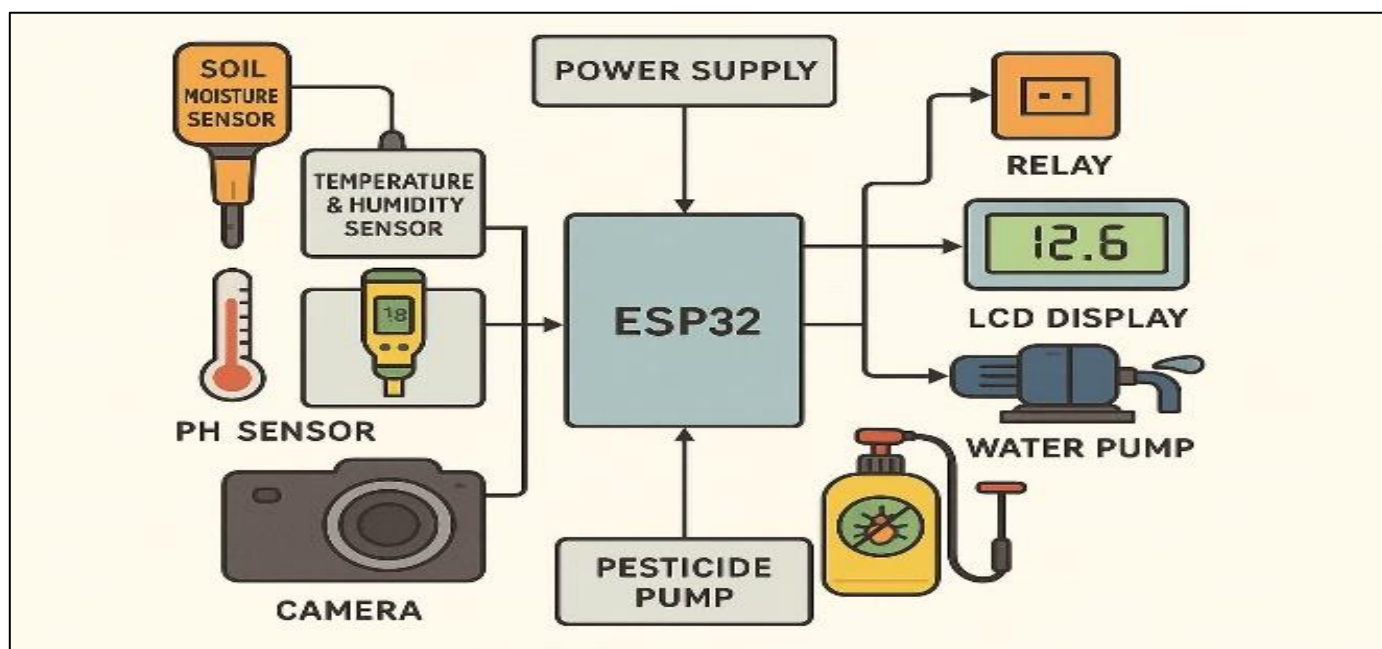 SOIL
MOISTURE
SENSOR
POWER SUPPLY
RELAY
TEMPERATURE
& HUMIDITY
SENSOR
12.6
LCD DISPLAY
ESP32
PH SENSOR
WATER PUMP
CAMERA
PESTICIDE
PUMP